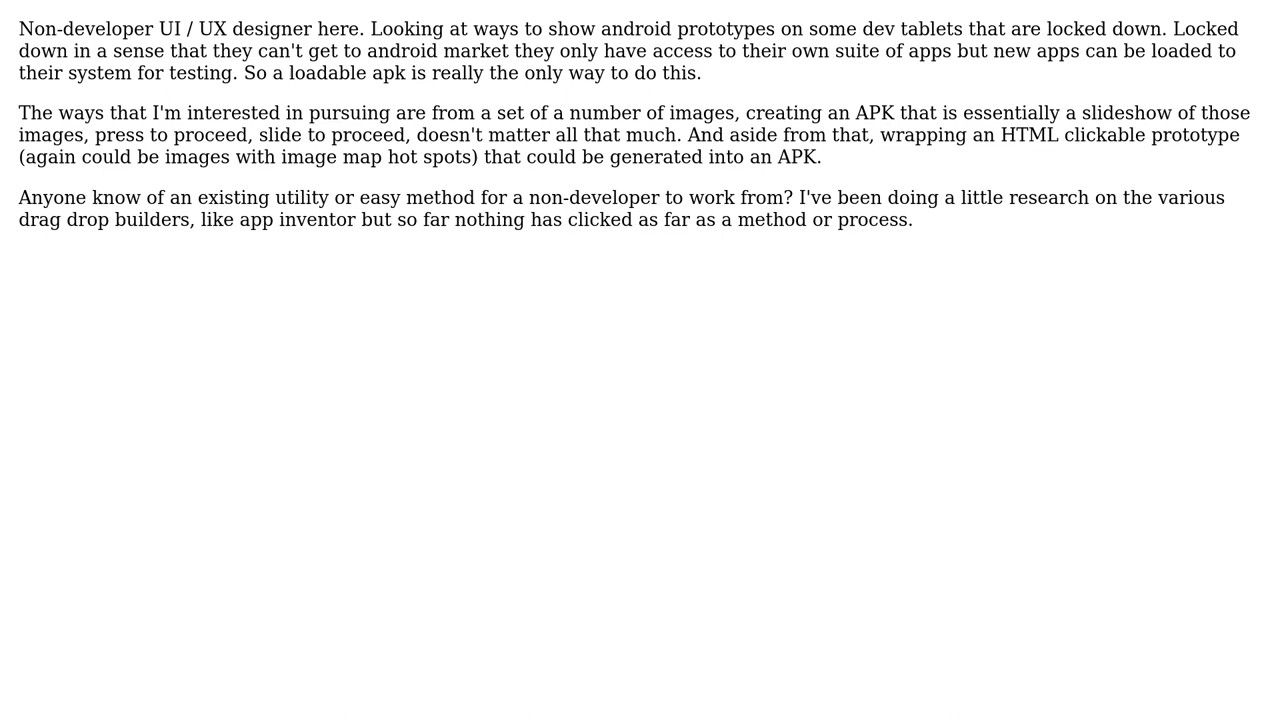 Non-developer UI / UX designer here. Looking at ways to show android prototypes on some dev tablets that are locked down. Locked
down in a sense that they can't get to android market they only have access to their own suite of apps but new apps can be loaded to
their system for testing. So a loadable apk is really the only way to do this.
The ways that I'm interested in pursuing are from a set of a number of images, creating an APK that is essentially a slideshow of those
images, press to proceed, slide to proceed, doesn't matter all that much. And aside from that, wrapping an HTML clickable prototype
(again could be images with image map hot spots) that could be generated into an APK.
Anyone know of an existing utility or easy method for a non-developer to work from? I've been doing a little research on the various
drag drop builders, like app inventor but so far nothing has clicked as far as a method or process.